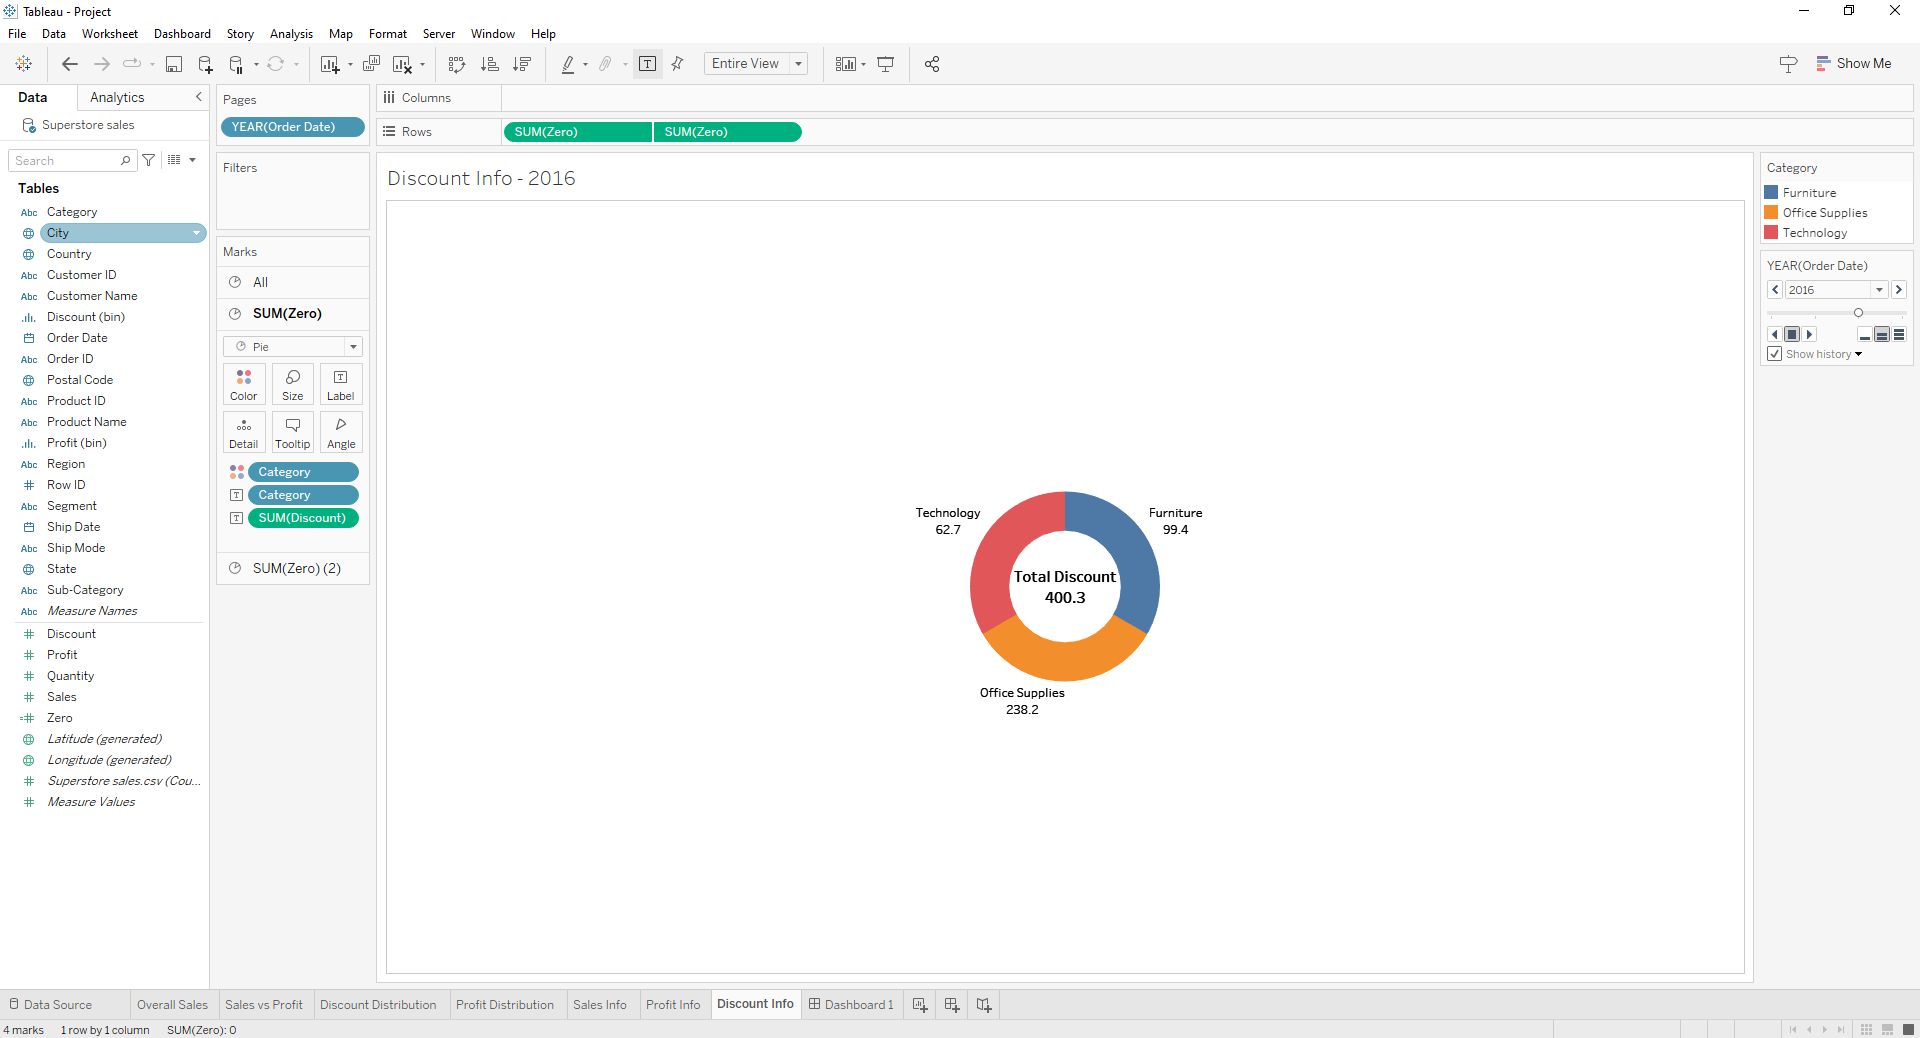 Tableau - Project
File Data Worksheet Dashboard Story Analysis Map Format Server Window Help
Entire View
Show Me
Data Analytics
Superstore sales
Search
Tables
Abc Category
City
Country
Abc Customer ID
Abc Customer Name
Discount (bin)
Order Date
Abc Order ID
Postal Code
Abc Product ID
Abc Product Name
Profit (bin)
Abc Region
# Row ID
Abc Segment
Ship Date
Abc Ship Mode
State
Abc Sub-Category
Abc Measure Names
# Discount
# Profit
# Quantity
# Sales
=# Zero
Latitude (generated)
Longitude (generated)
# Superstore sales.csv (Cou...
# Measure Values
Pages
YEAR(Order Date)
Filters
Marks
All
SUM(Zero)
Pie
Color Size Label
Detail Tooltip Angle
Category
Category
SUM(Discount)
SUM(Zero) (2)
Columns
Rows SUM(Zero) SUM(Zero)
Discount Info - 2016
Technology
62.7
Furniture
99.4
Total Discount
400.3
Office Supplies
238.2
Category
Furniture
Office Supplies
Technology
YEAR(Order Date)
2016
Show history
Data Source Overall Sales Sales vs Profit Discount Distribution Profit Distribution Sales Info Profit Info Discount Info Dashboard 1
4 marks 1 row by 1 column SUM(Zero): 0